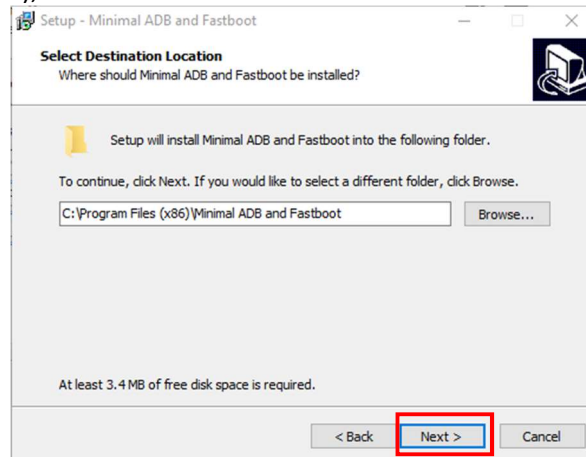 Setup - Minimal ADB and Fastboot
Select Destination Location
Where should Minimal ADB and Fastboot be installed?
Setup will install Minimal ADB and Fastboot into the following folder.
To continue, click Next. If you would like to select a different folder, click Browse.
C:\Program Files (x86)\Minimal ADB and Fastboot
Browse...
At least 3.4 MB of free disk space is required.
< Back
Next >
Cancel